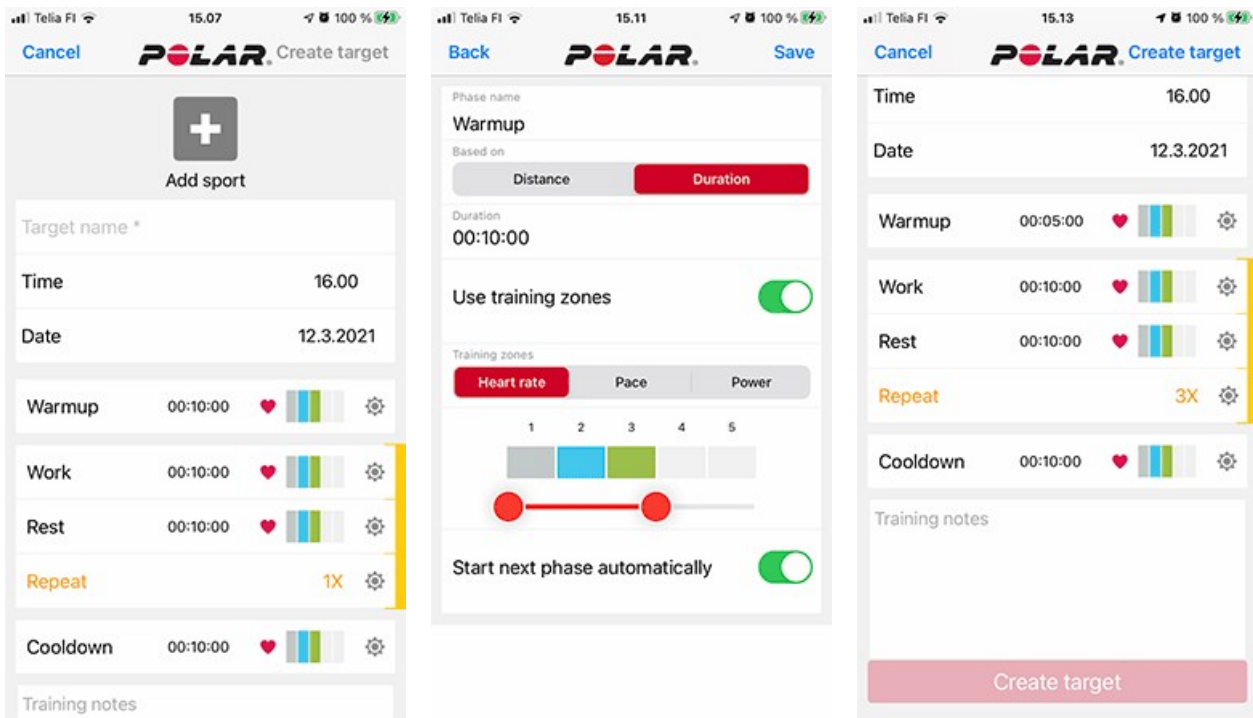 Telia FI 15.07 100 %
Cancel POLAR. Create target
Add sport
Target name *
Time 16.00
Date 12.3.2021
Warmup 00:10:00
Work 00:10:00
Rest 00:10:00
Repeat 1X
Cooldown 00:10:00
Training notes
Telia FI 15.11 100 %
Back POLAR. Save
Phase name
Warmup
Based on
Distance Duration
Duration
00:10:00
Use training zones
Training zones
Heart rate Pace Power
1 2 3 4 5
Start next phase automatically
Telia FI 15.13 100 %
Cancel POLAR. Create target
Time 16.00
Date 12.3.2021
Warmup 00:05:00
Work 00:10:00
Rest 00:10:00
Repeat 3X
Cooldown 00:10:00
Training notes
Create target